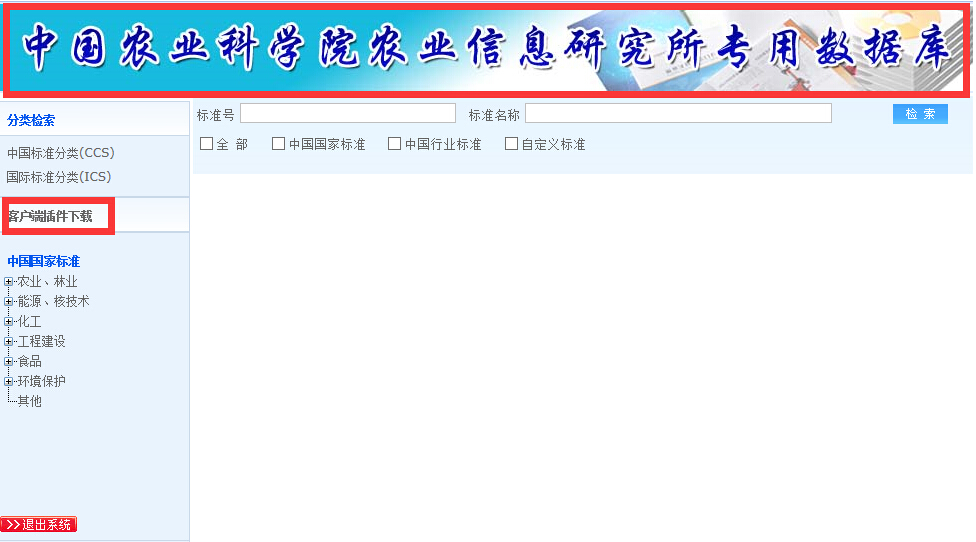 中国农业科学院农业信息研究所专用数据库
分类检索
中国标准分类(CCS)
国际标准分类(ICS)
客户端插件下载
中国国家标准
农业、林业
能源、核技术
化工
工程建设
食品
环境保护
其他
退出系统
标准号 标准名称 检 索
全 部 中国国家标准 中国行业标准 自定义标准